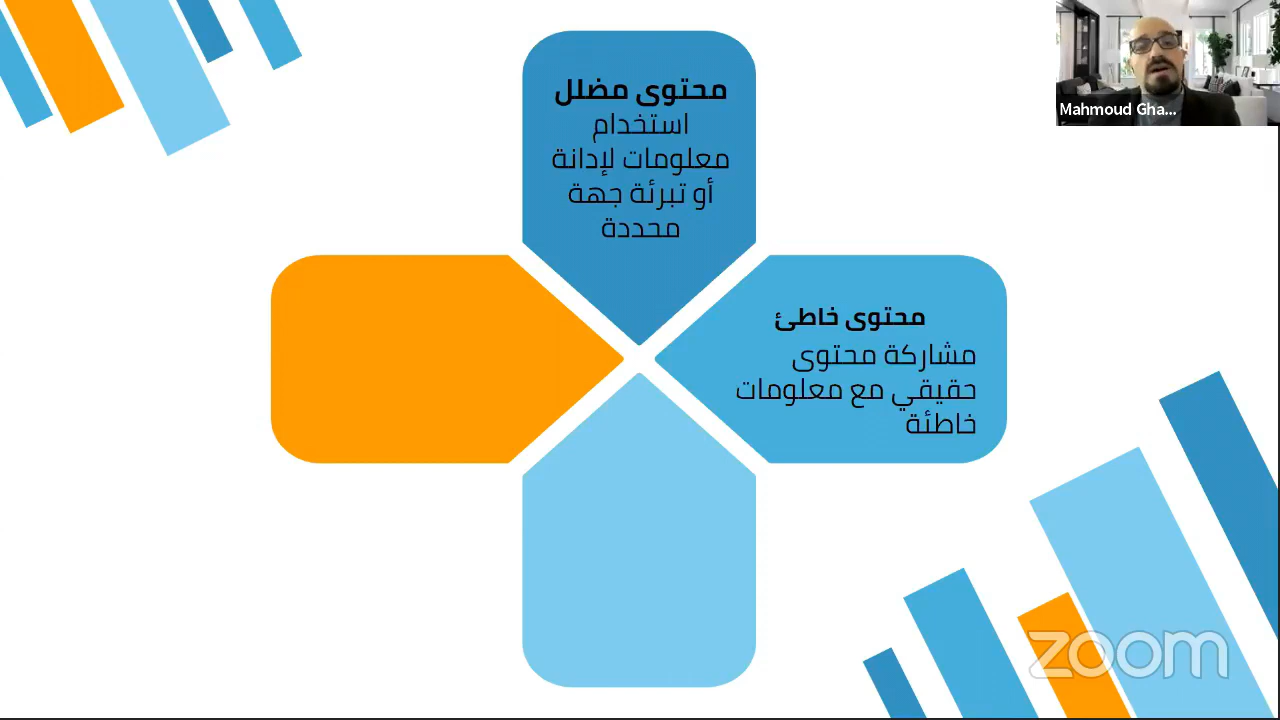 محتوى مضلل
استخدام
معلومات لإدانة
أو تبرئة جهة
محددة
محتوى خاطئ
مشاركة محتوى
حقيقي مع معلومات
خاطئة
Mahmoud Gha...
zoom